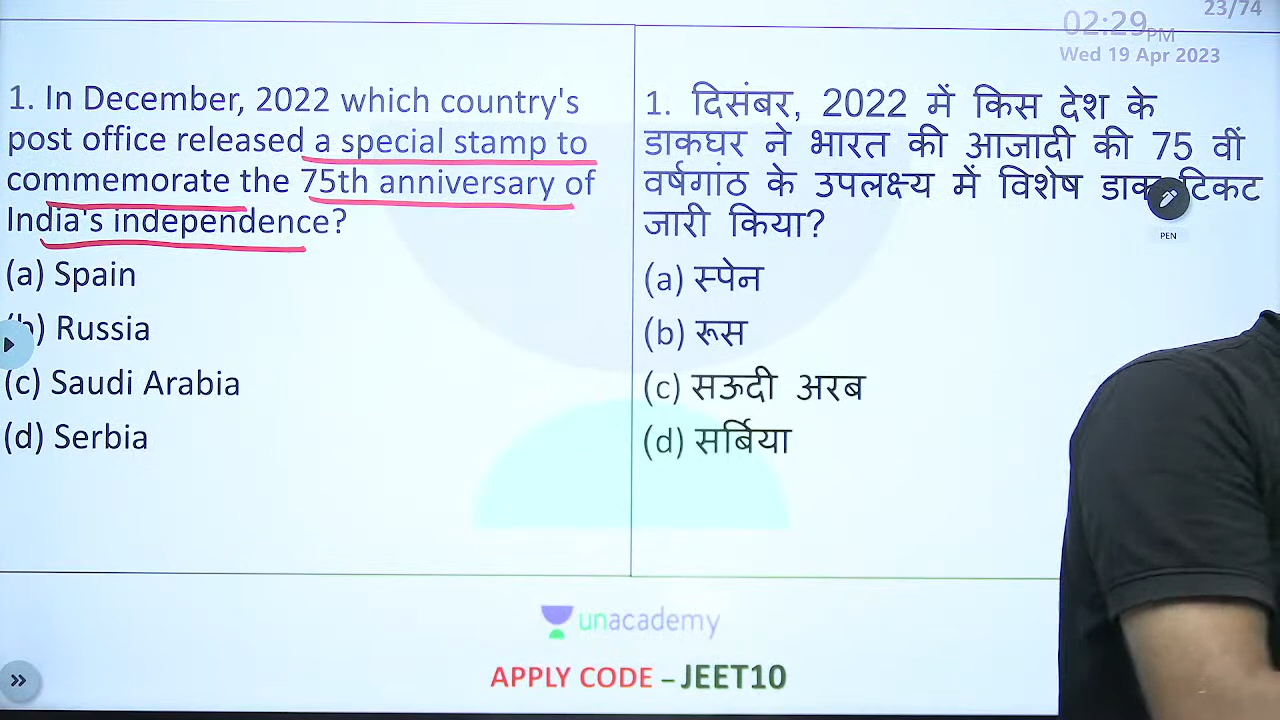 23/74
02:29PM
Wed 19 Apr 2023
1. In December, 2022 which country's
post office released a special stamp to
commemorate the 75th anniversary of
India's independence?
(a) Spain
(b) Russia
(c) Saudi Arabia
(d) Serbia
1. दिसंबर, 2022 में किस देश के
डाकघर ने भारत की आजादी की 75 वीं
वर्षगांठ के उपलक्ष्य में विशेष डाक टिकट
जारी किया?
(a) स्पेन
(b) रूस
(c) सऊदी अरब
(d) सर्बिया
PEN
unacademy
APPLY CODE – JEET10